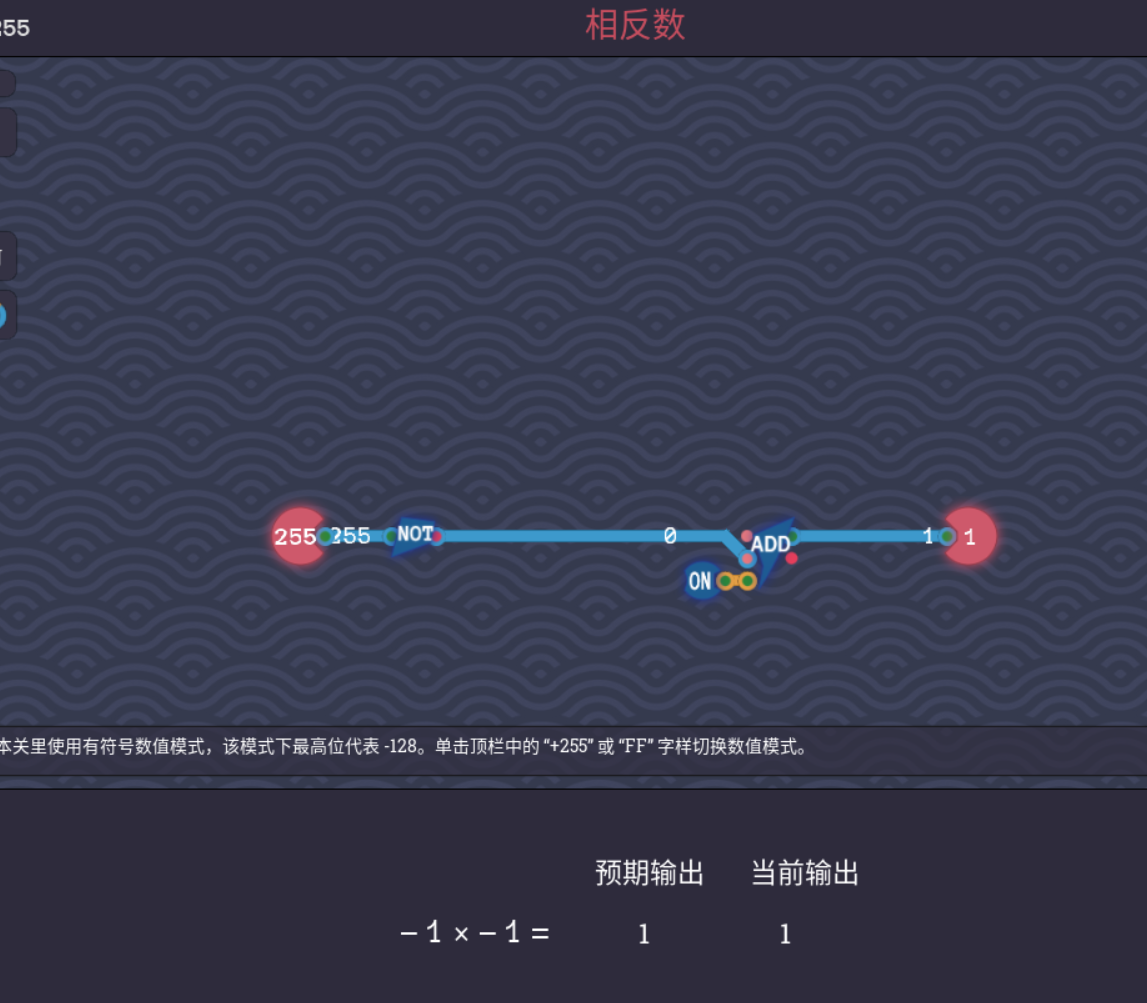 255
相反数
255
255
NOT
0
ADD
ON
1
1
本关里使用有符号数值模式，该模式下最高位代表 -128。单击顶栏中的 “+255” 或 “FF” 字样切换数值模式。
预期输出 当前输出
− 1 × − 1 = 1 1